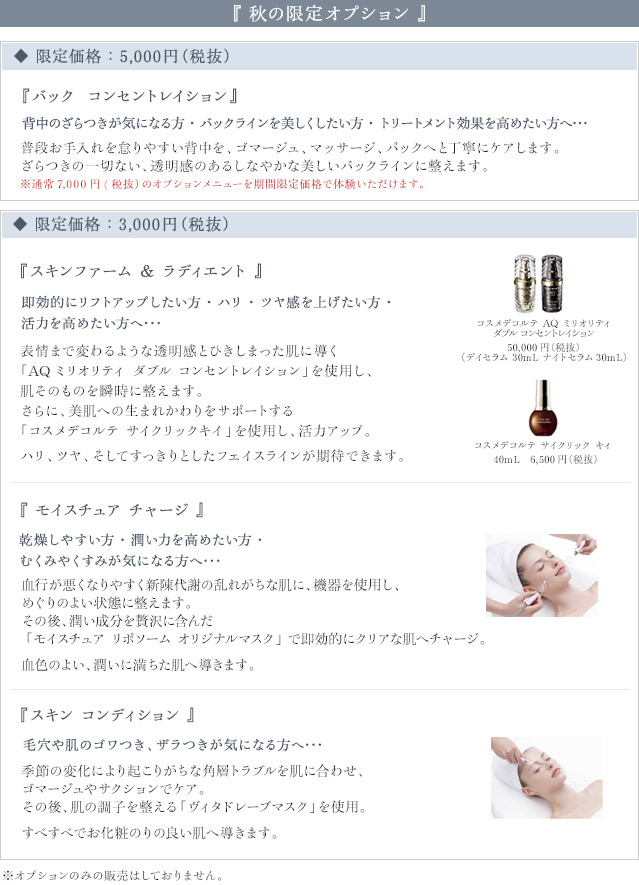 『 秋の限定オプション 』
◆ 限定価格：5,000円（税抜）
『バック　コンセントレイション』
背中のざらつきが気になる方・バックラインを美しくしたい方・トリートメント効果を高めたい方へ･･･
普段お手入れを怠りやすい背中を、ゴマージュ、マッサージ、パックへと丁寧にケアします。
ざらつきの一切ない、透明感のあるしなやかな美しいバックラインに整えます。
※通常 7,000 円 ( 税抜）のオプションメニューを期間限定価格で体験いただけます。
◆ 限定価格：3,000円（税抜）
『スキンファーム ＆ ラディエント 』
即効的にリフトアップしたい方・ハリ・ツヤ感を上げたい方・
活力を高めたい方へ･･･
表情まで変わるような透明感とひきしまった肌に導く
「AQ ミリオリティ ダブル コンセントレイション」を使用し、
肌そのものを瞬時に整えます。
さらに、美肌への生まれかわりをサポートする
「コスメデコルテ サイクリックキィ」を使用し、活力アップ。
ハリ、ツヤ、そしてすっきりとしたフェイスラインが期待できます。
コスメデコルテ AQ ミリオリティ
ダブル コンセントレイション
50,000円（税抜）
（デイセラム 30mL ナイトセラム 30mL）
コスメデコルテ サイクリック キィ
40mL　6,500 円（税抜）
『 モイスチュア チャージ 』
乾燥しやすい方・潤い力を高めたい方・
むくみやくすみが気になる方へ･･･
血行が悪くなりやすく新陳代謝の乱れがちな肌に、機器を使用し、
めぐりのよい状態に整えます。
その後、潤い成分を贅沢に含んだ
「モイスチュア リポソーム オリジナルマスク」で即効的にクリアな肌へチャージ。
血色のよい、潤いに満ちた肌へ導きます。
『スキン コンディション 』
毛穴や肌のゴワつき、ザラつきが気になる方へ･･･
季節の変化により起こりがちな角層トラブルを肌に合わせ、
ゴマージュやサクションでケア。
その後、肌の調子を整える「ヴィタドレーブマスク」を使用。
すべすべでお化粧のりの良い肌へ導きます。
※オプションのみの販売はしておりません。